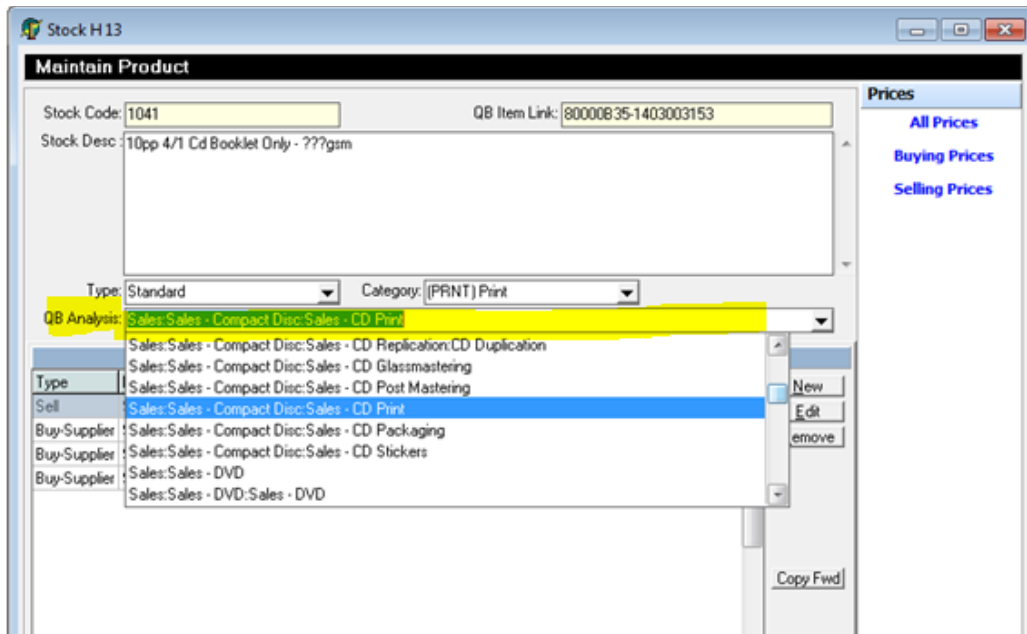 Stock H 13
Maintain Product
Prices
Stock Code: 1041 QB Item Link: 80000B35-1403003153
All Prices
Stock Desc : 10pp 4/1 Cd Booklet Only - ???gsm
Buying Prices
Selling Prices
Type: Standard Category: (PRNT) Print
QB Analysis: Sales:Sales - Compact Disc:Sales - CD Print
Sales:Sales - Compact Disc:Sales - CD Replication:CD Duplication
Sales:Sales - Compact Disc:Sales - CD Glassmastering
Type Sales:Sales - Compact Disc:Sales - CD Post Mastering New
Sell Sales:Sales - Compact Disc:Sales - CD Print Edit
Buy-Supplier Sales:Sales - Compact Disc:Sales - CD Packaging emove
Buy-Supplier Sales:Sales - Compact Disc:Sales - CD Stickers
Buy-Supplier Sales:Sales - DVD
Sales:Sales - DVD:Sales - DVD
Copy Fwd